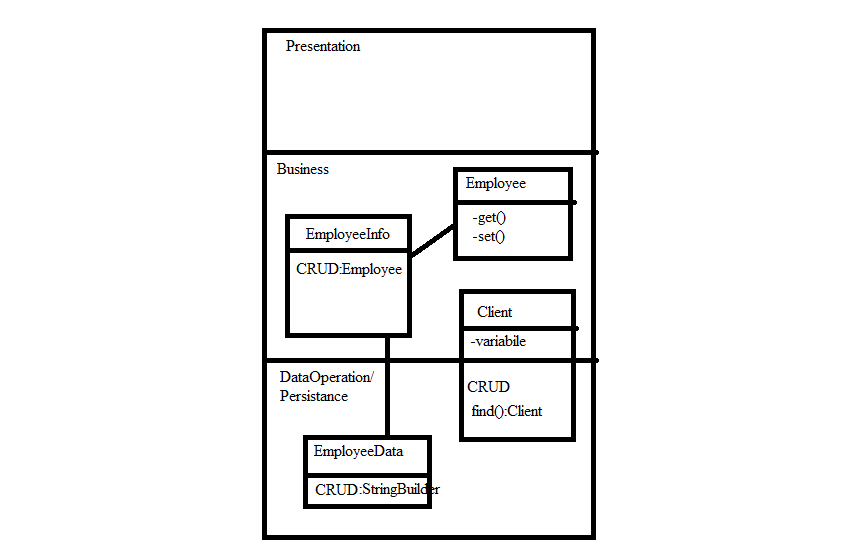 Presentation
Business
Employee
-get()
-set()
EmployeeInfo
CRUD:Employee
Client
-variabile
DataOperation/
Persistance
CRUD
find():Client
EmployeeData
CRUD:StringBuilder